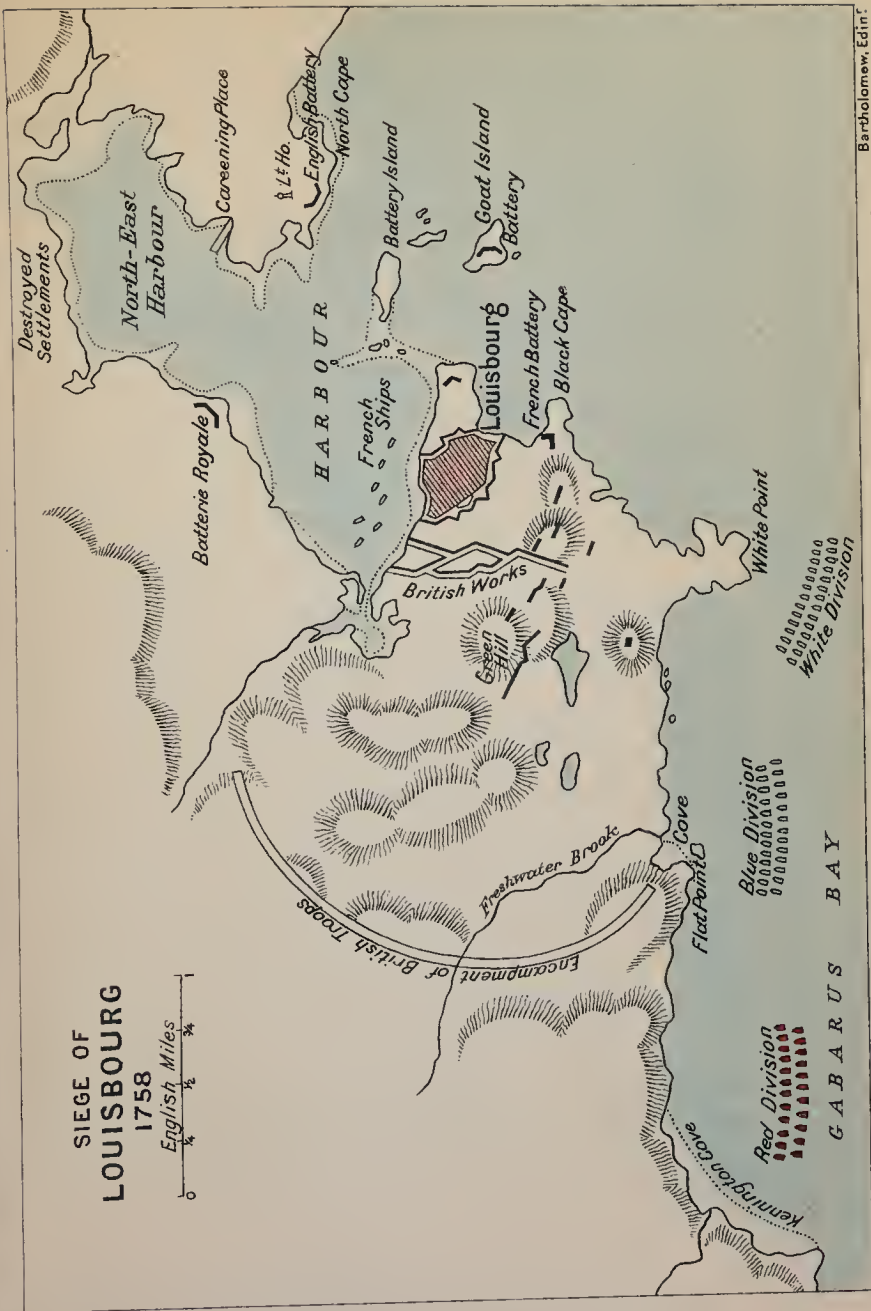 SIEGE OF
LOUISBOURG
1758
English Miles
0 ¼ ½ ¾ 1
Destroyed
Settlements
North-East
Harbour
Careening Place
Lt Ho.
English Battery
North Cape
Batterie Royale
HARBOUR
French
Ships
Battery Island
Goat Island
Battery
Louisbourg
French Battery
Black Cape
British Works
Green
Hill
White Point
Encampment of British Troops
Freshwater Brook
Cove
Flat Point
Kennington Cove
Red Division
Blue Division
White Division
GABARUS BAY
Bartholomew, Edinr